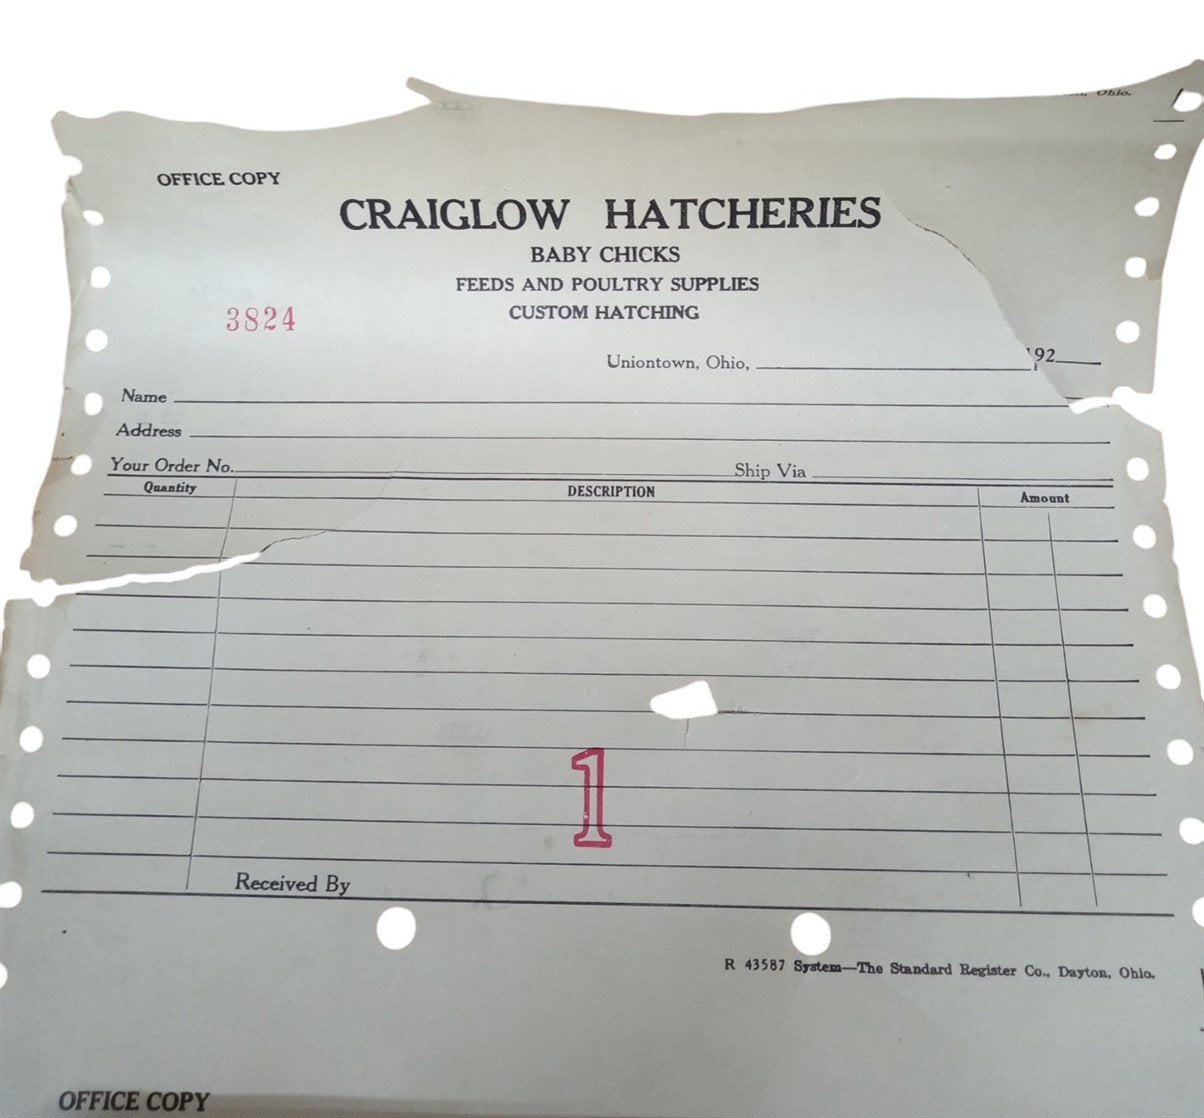 Ohio.
OFFICE COPY
CRAIGLOW HATCHERIES
BABY CHICKS
FEEDS AND POULTRY SUPPLIES
CUSTOM HATCHING
3824
Uniontown, Ohio, 192
Name
Address
Your Order No. Ship Via
Quantity DESCRIPTION Amount
1
Received By
R 43587 System—The Standard Register Co., Dayton, Ohio.
OFFICE COPY